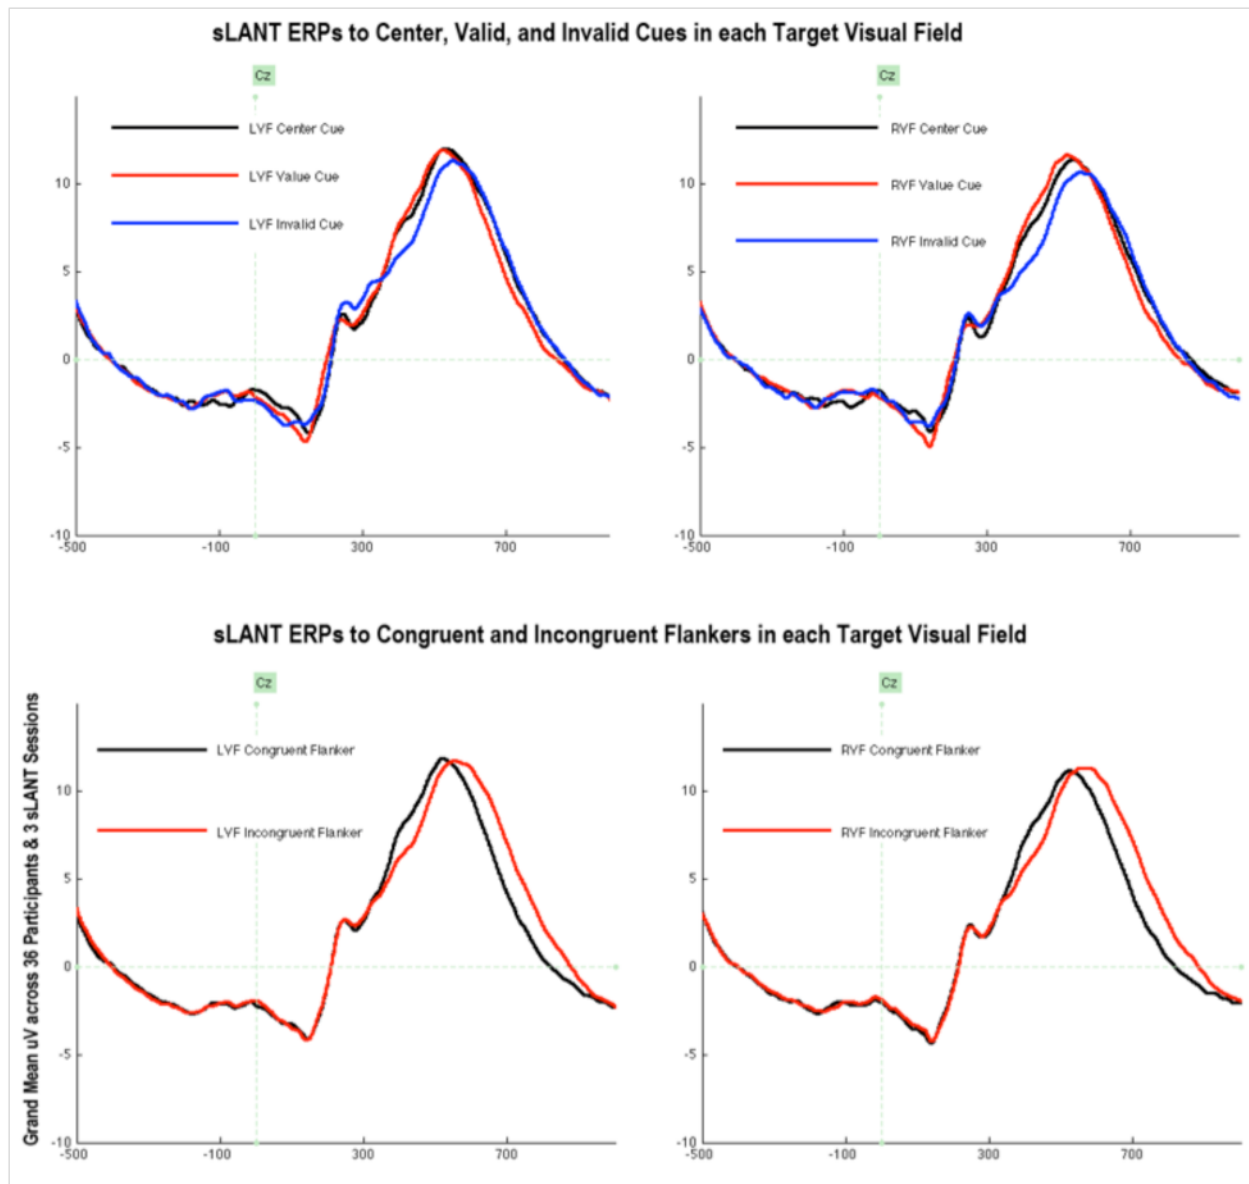 sLANT ERPs to Center, Valid, and Invalid Cues in each Target Visual Field
Cz
LVF Center Cue
LVF Value Cue
LVF Invalid Cue
10
5
0
-5
-10
-500
-100
300
700
Cz
RVF Center Cue
RVF Value Cue
RVF Invalid Cue
10
5
0
-5
-10
-500
-100
300
700
sLANT ERPs to Congruent and Incongruent Flankers in each Target Visual Field
Grand Mean uV across 36 Participants & 3 sLANT Sessions
Cz
LVF Congruent Flanker
LVF Incongruent Flanker
10
5
0
-5
-10
-500
-100
300
700
Cz
RVF Congruent Flanker
RVF Incongruent Flanker
10
5
0
-5
-10
-500
-100
300
700